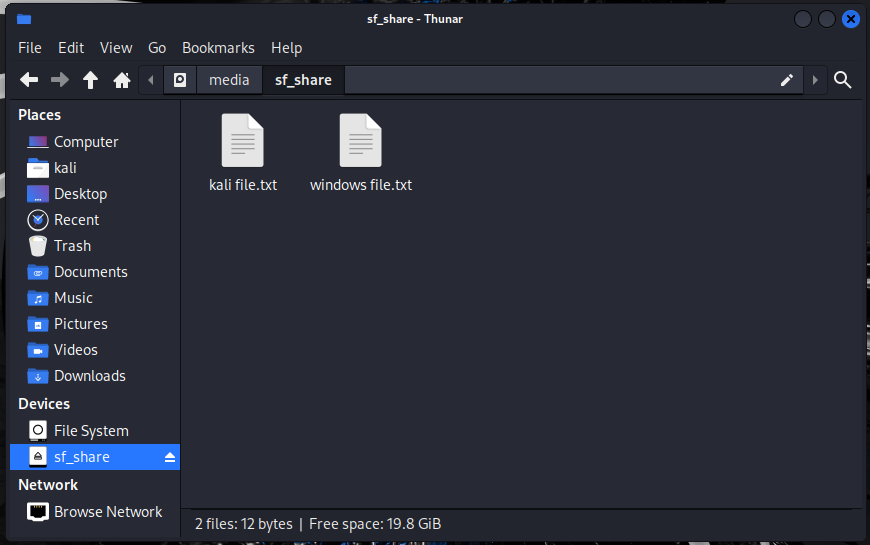 sf_share - Thunar
File Edit View Go Bookmarks Help
media sf_share
Places
Computer
kali
Desktop
Recent
Trash
Documents
Music
Pictures
Videos
Downloads
Devices
File System
sf_share
Network
Browse Network
kali file.txt windows file.txt
2 files: 12 bytes | Free space: 19.8 GiB